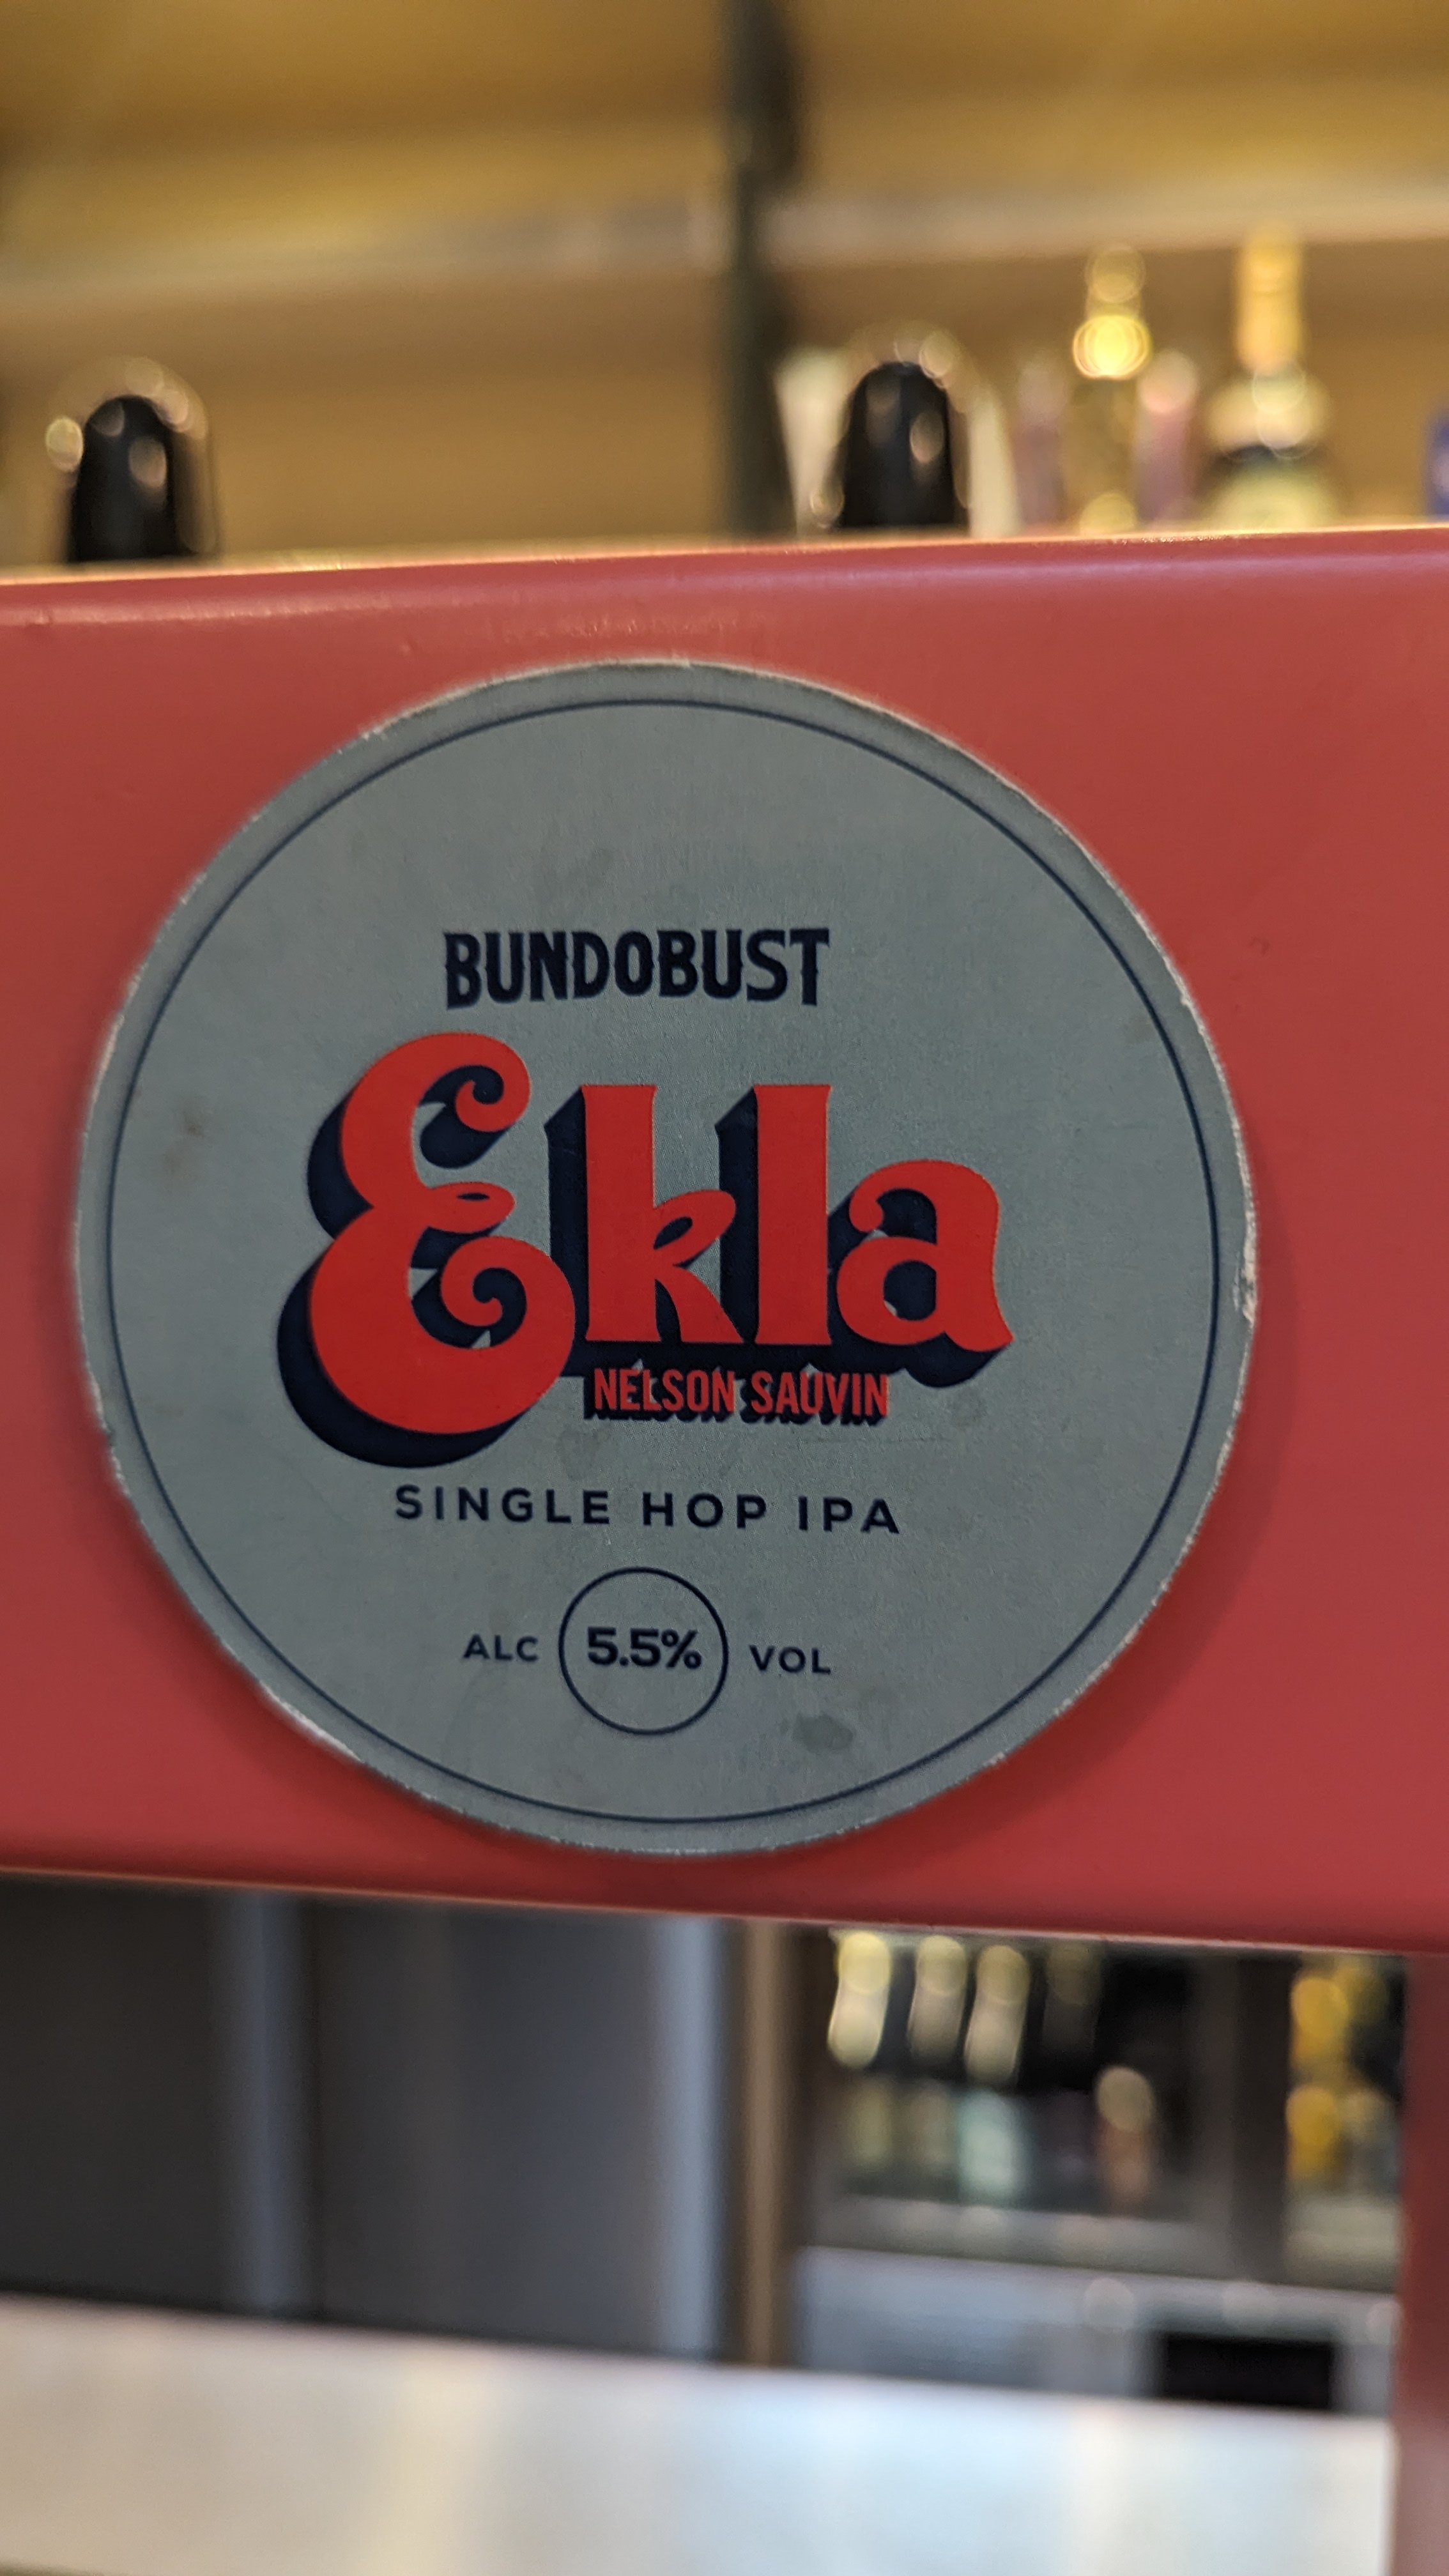 BUNDOBUST
Ekla
NELSON SAUVIN
SINGLE HOP IPA
ALC 5.5% VOL